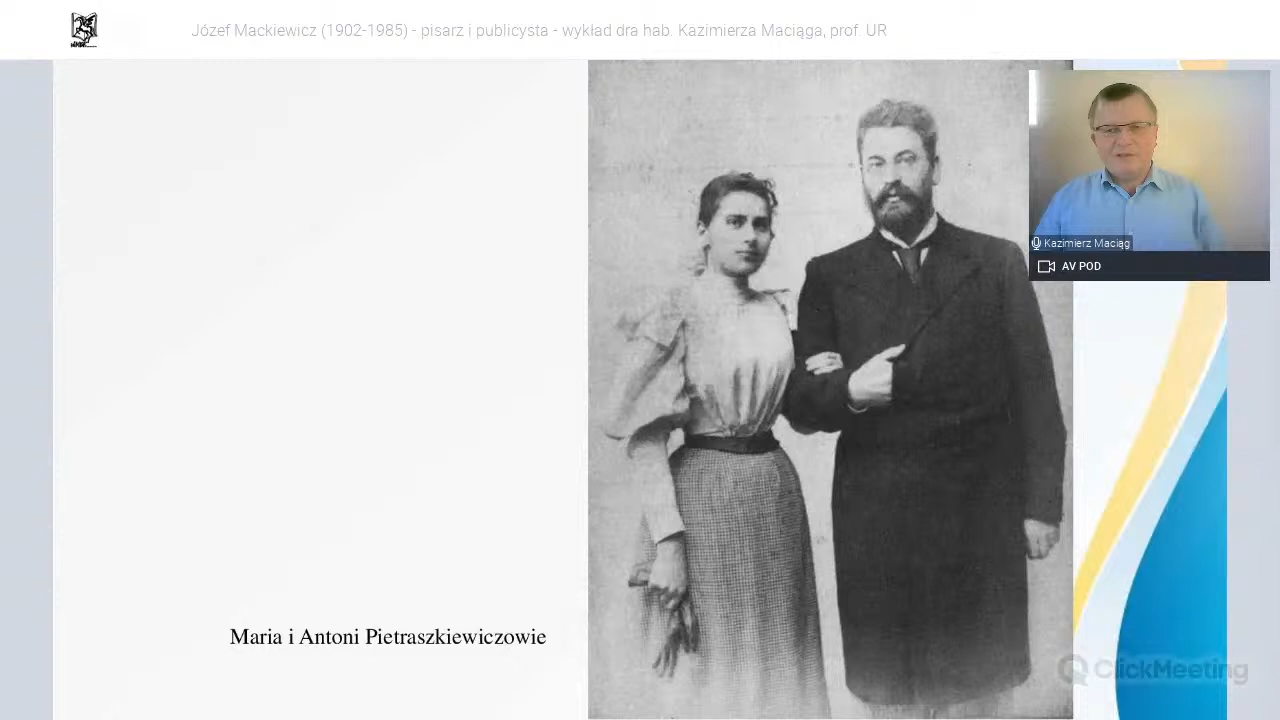 Józef Mackiewicz (1902-1985) - pisarz i publicysta - wykład dra hab. Kazimierza Maciąga, prof. UR
Kazimierz Maciąg
AV POD
Maria i Antoni Pietraszkiewiczowie
ClickMeeting